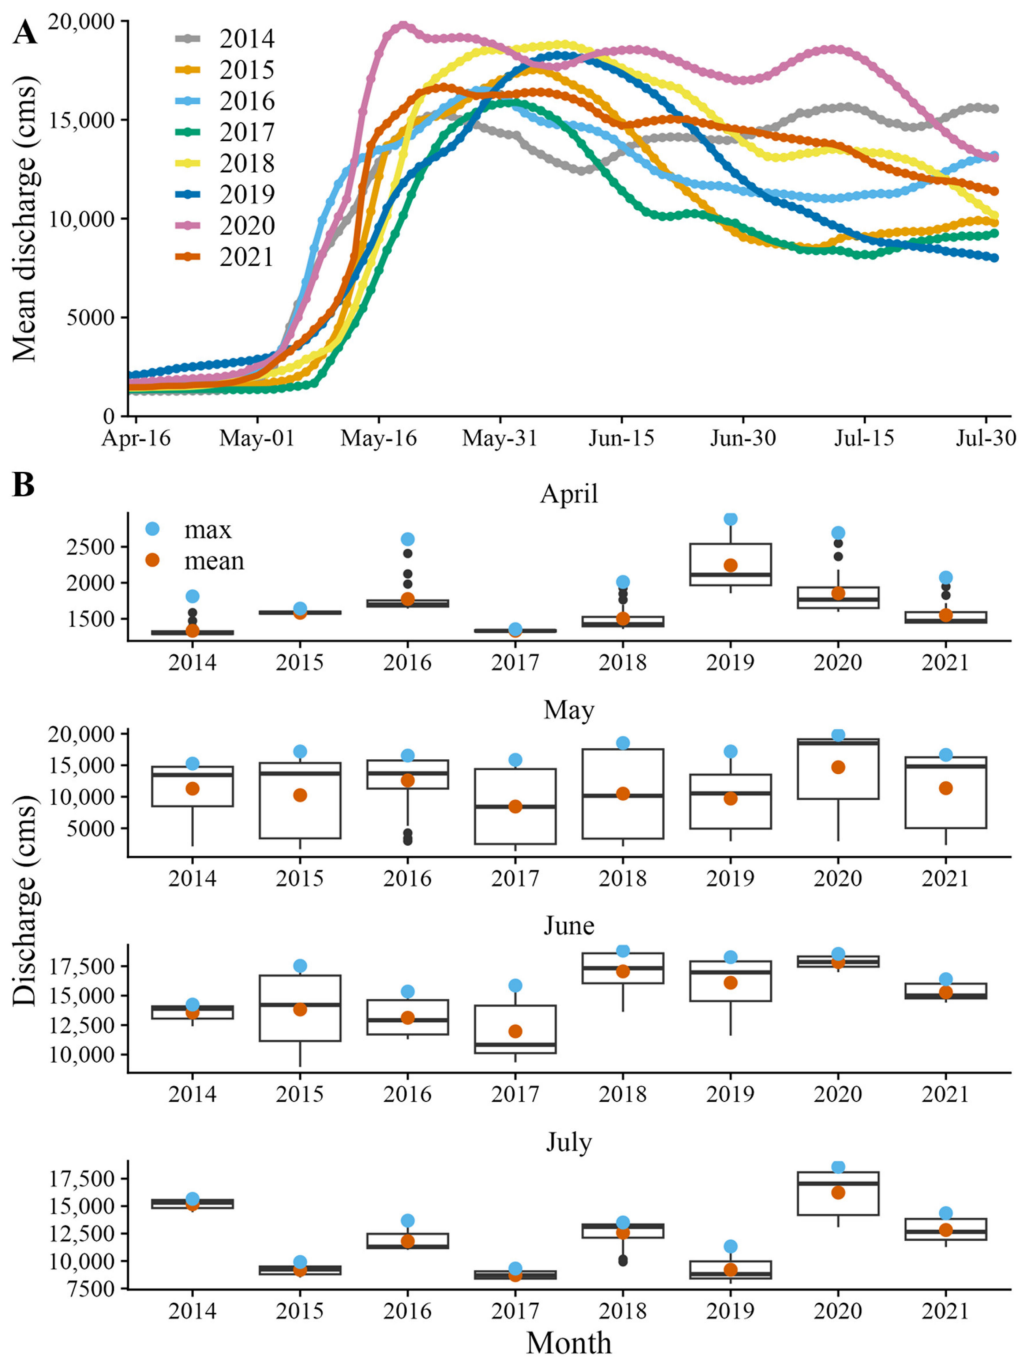 A
Mean discharge (cms)
20,000
15,000
10,000
5000
0
2014
2015
2016
2017
2018
2019
2020
2021
Apr-16 May-01 May-16 May-31 Jun-15 Jun-30 Jul-15 Jul-30
B
Discharge (cms)
April
max
mean
2500
2000
1500
2014 2015 2016 2017 2018 2019 2020 2021
May
20,000
15,000
10,000
5000
2014 2015 2016 2017 2018 2019 2020 2021
June
17,500
15,000
12,500
10,000
2014 2015 2016 2017 2018 2019 2020 2021
July
17,500
15,000
12,500
10,000
7500
2014 2015 2016 2017 2018 2019 2020 2021
Month